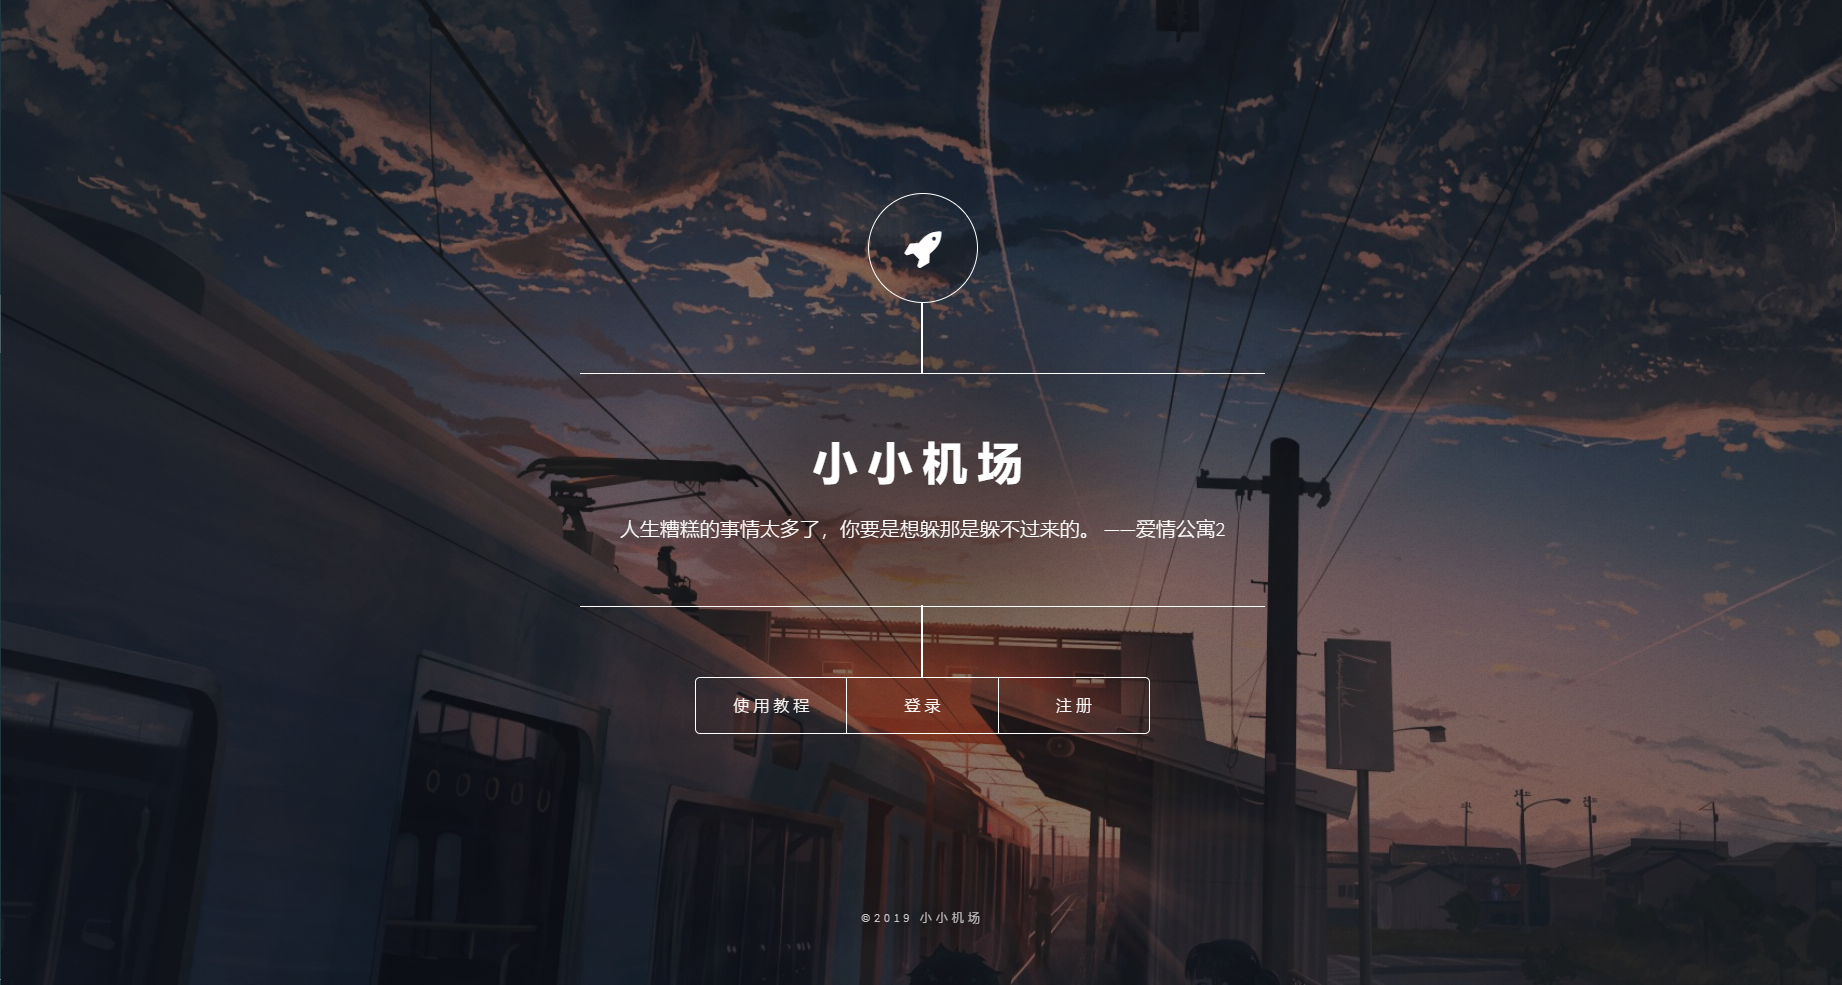 小小机场
人生糟糕的事情太多了，你要是想躲那是躲不过来的。 ——爱情公寓2
使用教程
登录
注册
©2019 小小机场